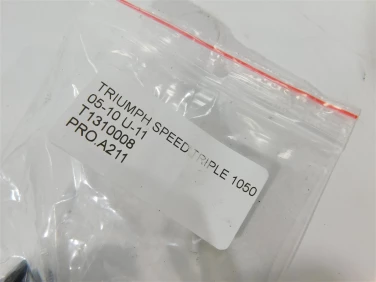 TRIUMPH SPEED TRIPLE 1050
05-10 U-11
T1310008
PRO.A211